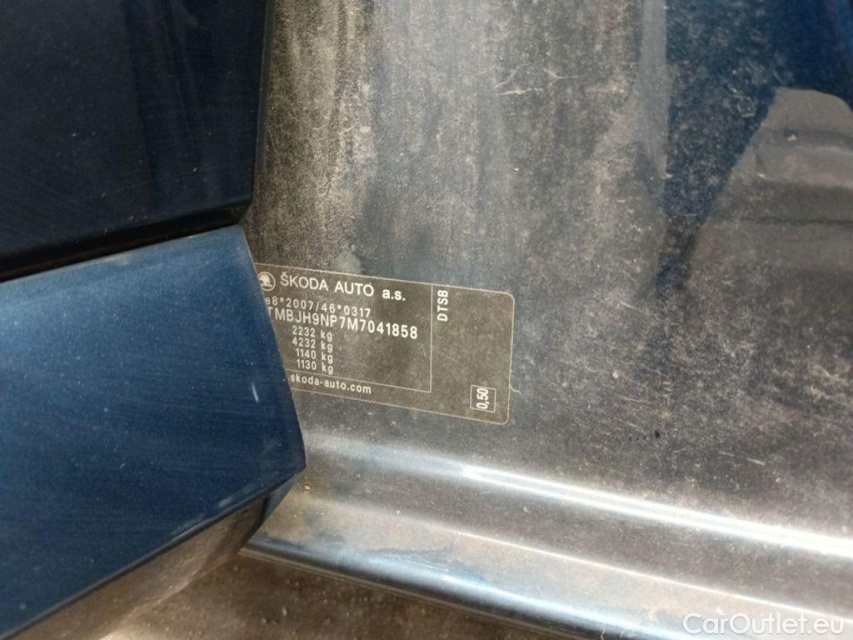 ŠKODA AUTO a.s.
e8*2007/46*0317
TMBJH9NP7M7041858
2232 kg
4232 kg
1140 kg
1130 kg
skoda-auto.com
DTSB
0,50
CarOutlet.eu